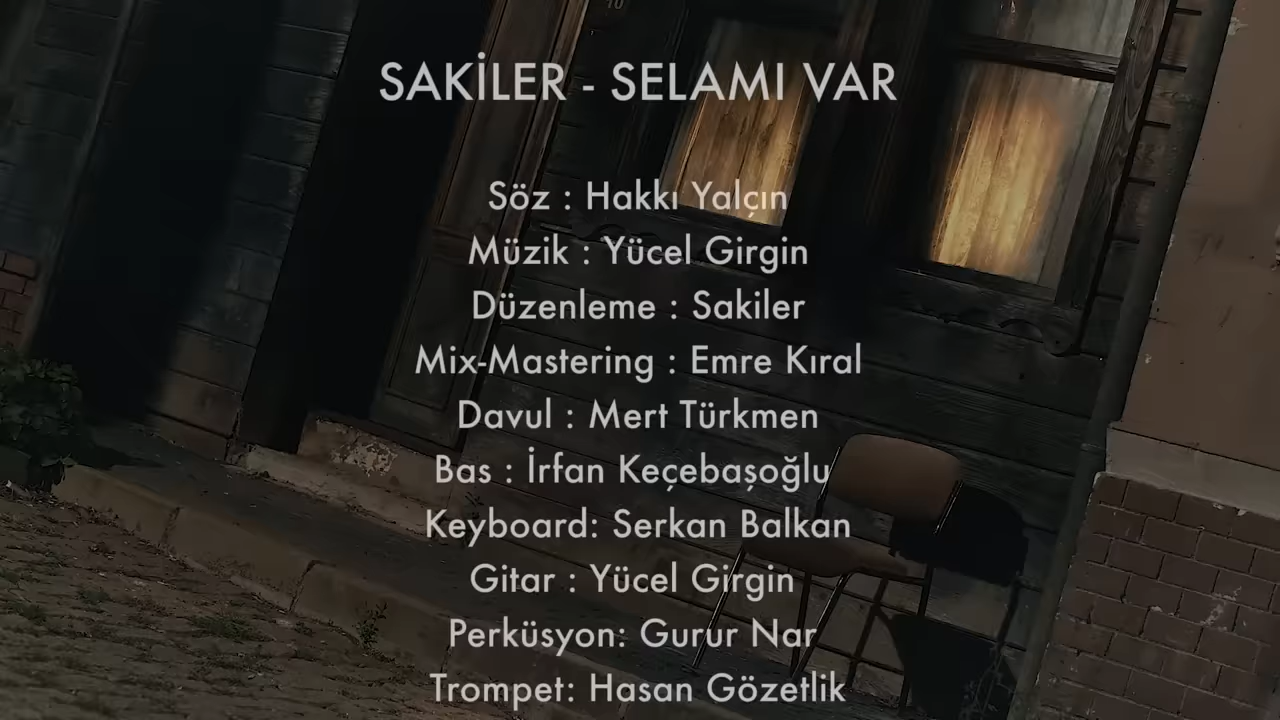 10
SAKİLER - SELAMI VAR
Söz : Hakkı Yalçın
Müzik : Yücel Girgin
Düzenleme : Sakiler
Mix-Mastering : Emre Kıral
Davul : Mert Türkmen
Bas : İrfan Keçebaşoğlu
Keyboard: Serkan Balkan
Gitar : Yücel Girgin
Perküsyon: Gurur Nar
Trompet: Hasan Gözetlik